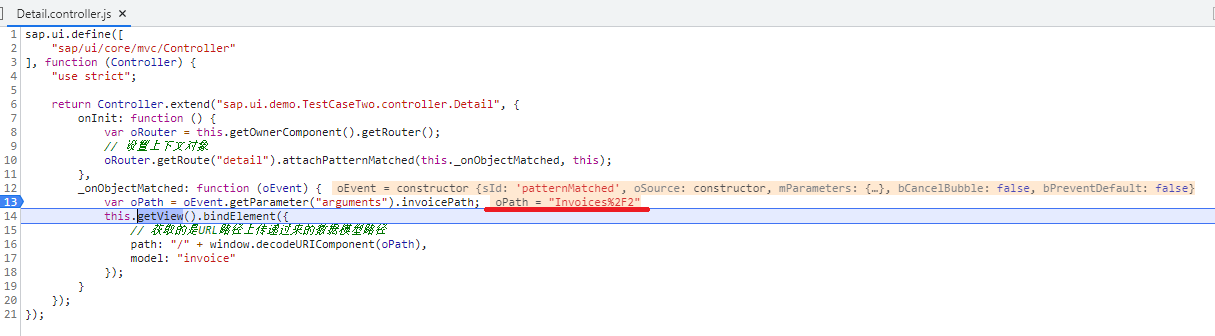 Detail.controller.js ×
1 sap.ui.define([
2 "sap/ui/core/mvc/Controller"
3 ], function (Controller) {
4 "use strict";
5
6 return Controller.extend("sap.ui.demo.TestCaseTwo.controller.Detail", {
7 onInit: function () {
8 var oRouter = this.getOwnerComponent().getRouter();
9 // 设置上下文对象
10 oRouter.getRoute("detail").attachPatternMatched(this._onObjectMatched, this);
11 },
12 _onObjectMatched: function (oEvent) { oEvent = constructor {sId: 'patternMatched', oSource: constructor, mParameters: {…}, bCancelBubble: false, bPreventDefault: false}
13 var oPath = oEvent.getParameter("arguments").invoicePath; oPath = "Invoices%2F2"
14 this.getView().bindElement({
15 // 获取的是URL路径上传递过来的数据模型路径
16 path: "/" + window.decodeURIComponent(oPath),
17 model: "invoice"
18 });
19 }
20 });
21 });